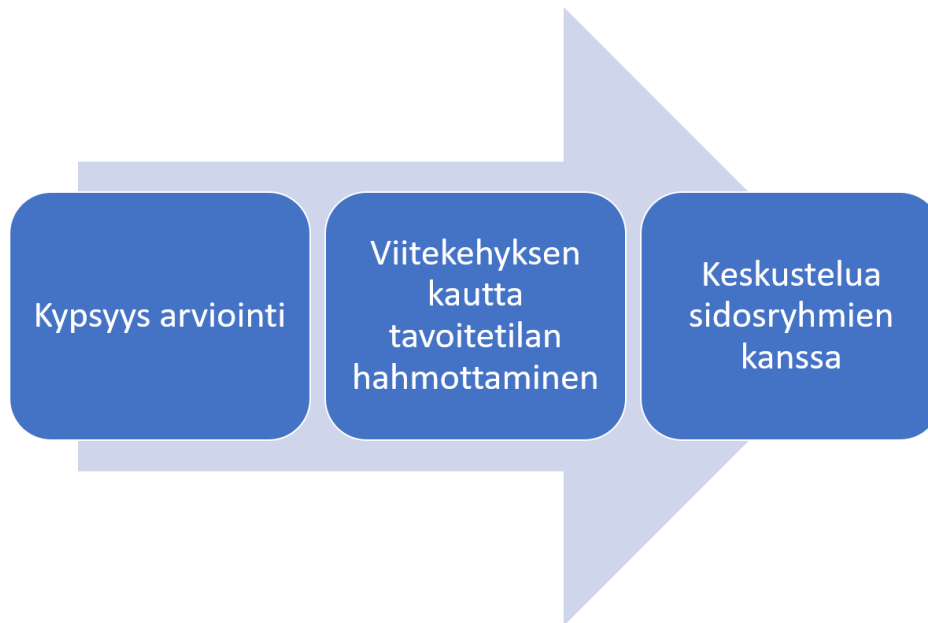 Kypsyys arviointi
Viitekehyksen
kautta
tavoitetilan
hahmottaminen
Keskustelua
sidosryhmien
kanssa